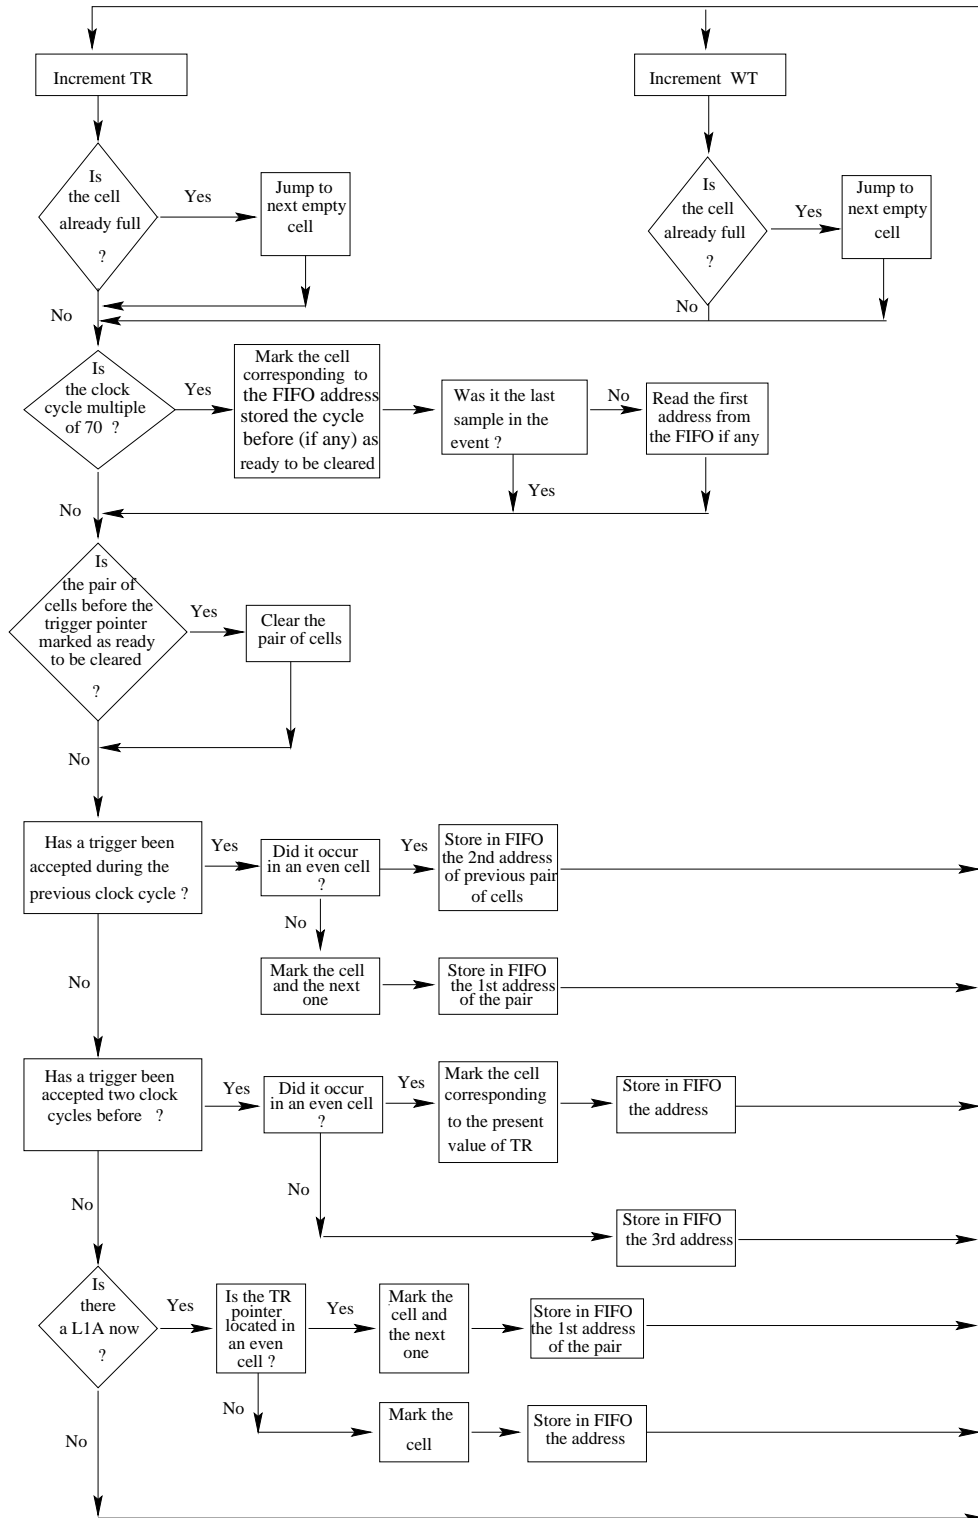 Increment TR
Increment WT
Is
the cell
already full
?
Yes
Jump to
next empty
cell
No
Is
the cell
already full
?
Yes
Jump to
next empty
cell
No
Is
the clock
cycle multiple
of 70 ?
Yes
Mark the cell
corresponding to
the FIFO address
stored the cycle
before (if any) as
ready to be cleared
Was it the last
sample in the
event ?
No
Read the first
address from
the FIFO if any
Yes
No
Is
the pair of
cells before the
trigger pointer
marked as ready
to be cleared
?
Yes
Clear the
pair of cells
No
Has a trigger been
accepted during the
previous clock cycle ?
Yes
Did it occur
in an even cell
?
Yes
Store in FIFO
the 2nd address
of previous pair
of cells
No
Mark the cell
and the next
one
Store in FIFO
the 1st address
of the pair
No
Has a trigger been
accepted two clock
cycles before ?
Yes
Did it occur
in an even cell
?
Yes
Mark the cell
corresponding
to the present
value of TR
Store in FIFO
the address
No
Store in FIFO
the 3rd address
No
Is
there
a L1A now
?
Yes
Is the TR
pointer
located in
an even
cell ?
Yes
Mark the
cell and
the next
one
Store in FIFO
the 1st address
of the pair
No
Mark the
cell
Store in FIFO
the address
No